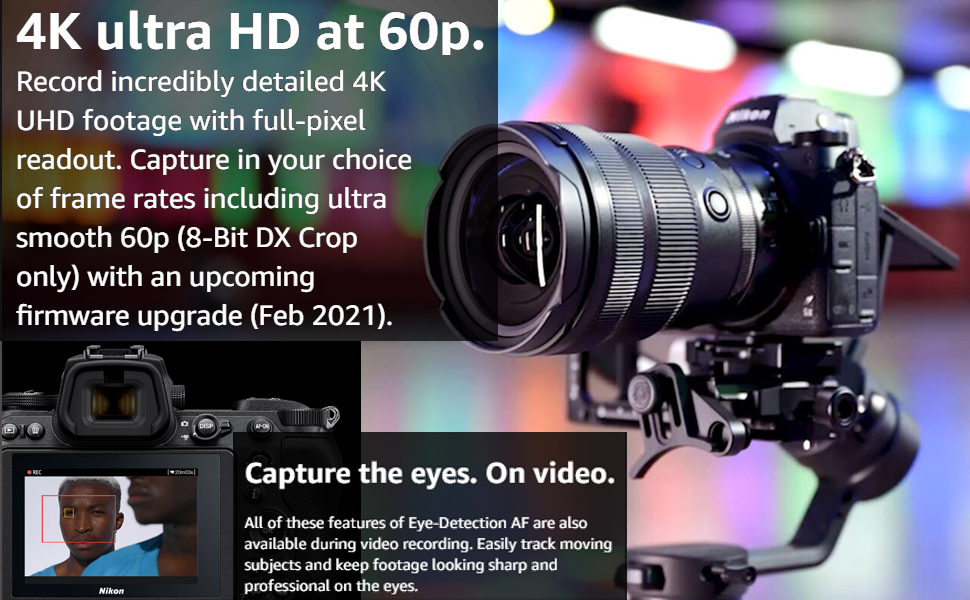 4K ultra HD at 60p.
Record incredibly detailed 4K
UHD footage with full-pixel
readout. Capture in your choice
of frame rates including ultra
smooth 60p (8-Bit DX Crop
only) with an upcoming
firmware upgrade (Feb 2021).
Nikon
DISP
AF-ON
REC
20m03s
Capture the eyes. On video.
All of these features of Eye-Detection AF are also
available during video recording. Easily track moving
subjects and keep footage looking sharp and
professional on the eyes.
Nikon